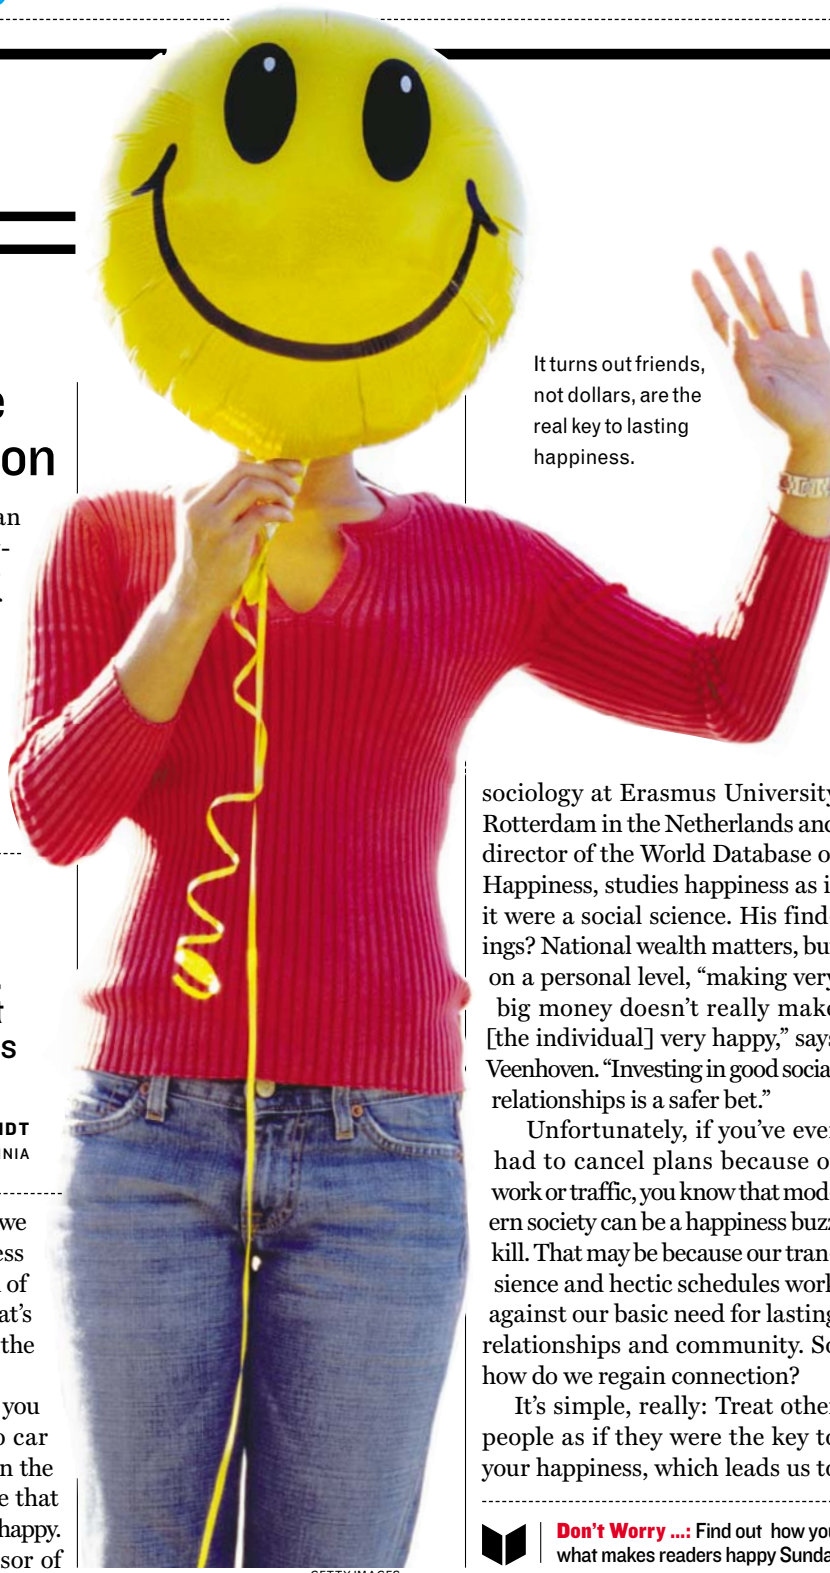 e
on
an
-
s
IDT
NIA
we
ess
of
at's
the
you
o car
n the
e that
happy.
sor of
It turns out friends,
not dollars, are the
real key to lasting
happiness.
sociology at Erasmus University
Rotterdam in the Netherlands and
director of the World Database o
Happiness, studies happiness as i
it were a social science. His find-
ings? National wealth matters, but
on a personal level, “making very
big money doesn’t really make
[the individual] very happy,” says
Veenhoven. “Investing in good social
relationships is a safer bet.”
Unfortunately, if you’ve ever
had to cancel plans because o
work or traffic, you know that mod-
ern society can be a happiness buzz
kill. That may be because our tran-
sience and hectic schedules work
against our basic need for lasting
relationships and community. So
how do we regain connection?
It’s simple, really: Treat other
people as if they were the key to
your happiness, which leads us to
Don’t Worry ...: Find out how you
what makes readers happy Sunda
GETTY IMAGES